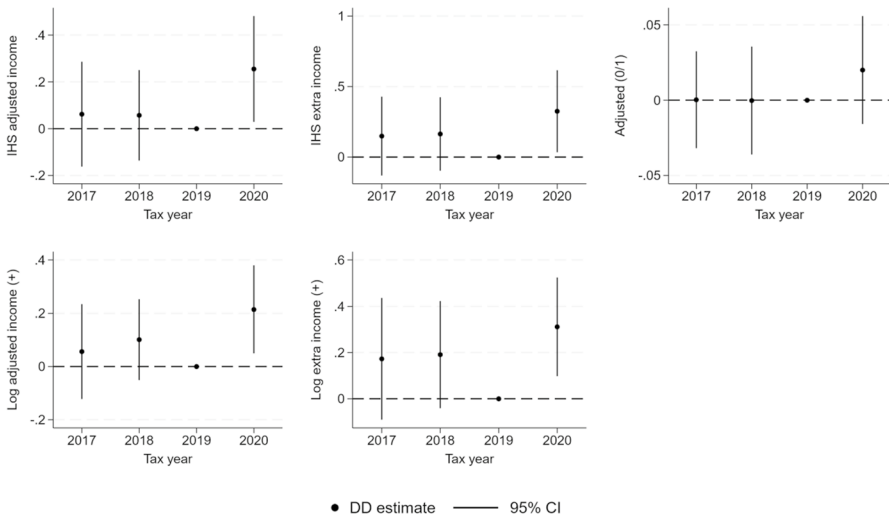 IHS adjusted income
.4
.2
0
-.2
2017 2018 2019 2020
Tax year
IHS extra income
1
.5
0
2017 2018 2019 2020
Tax year
Adjusted (0/1)
.05
0
-.05
2017 2018 2019 2020
Tax year
Log adjusted income (+)
.4
.2
0
-.2
2017 2018 2019 2020
Tax year
Log extra income (+)
.6
.4
.2
0
2017 2018 2019 2020
Tax year
DD estimate 95% CI